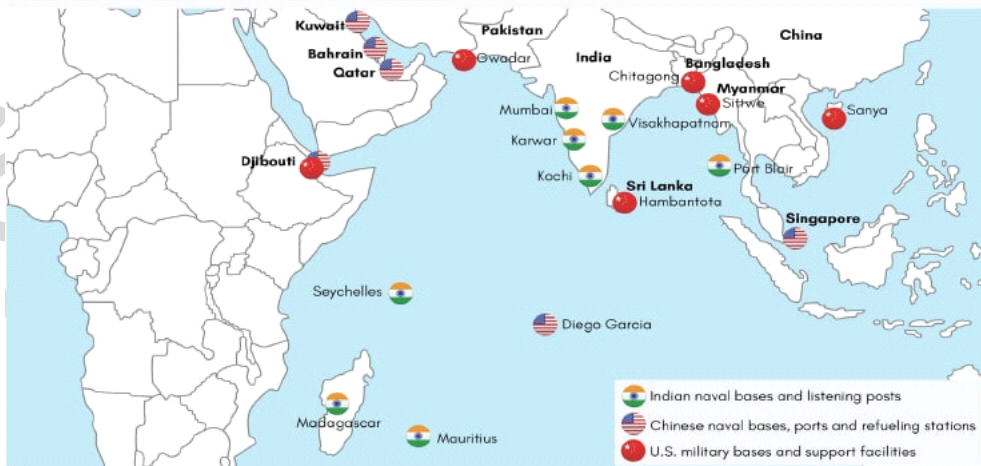 Kuwait
Pakistan
China
Bahrain
Gwadar
India
Bangladesh
Qatar
Chitagong
Myanmar
Mumbai
Sittwe
Sanya
Visakhapatnam
Karwar
Djibouti
Kochi
Port Blair
Sri Lanka
Hambantota
Singapore
Seychelles
Diego Garcia
Indian naval bases and listening posts
Madagascar
Chinese naval bases, ports and refueling stations
Mauritius
U.S. military bases and support facilities